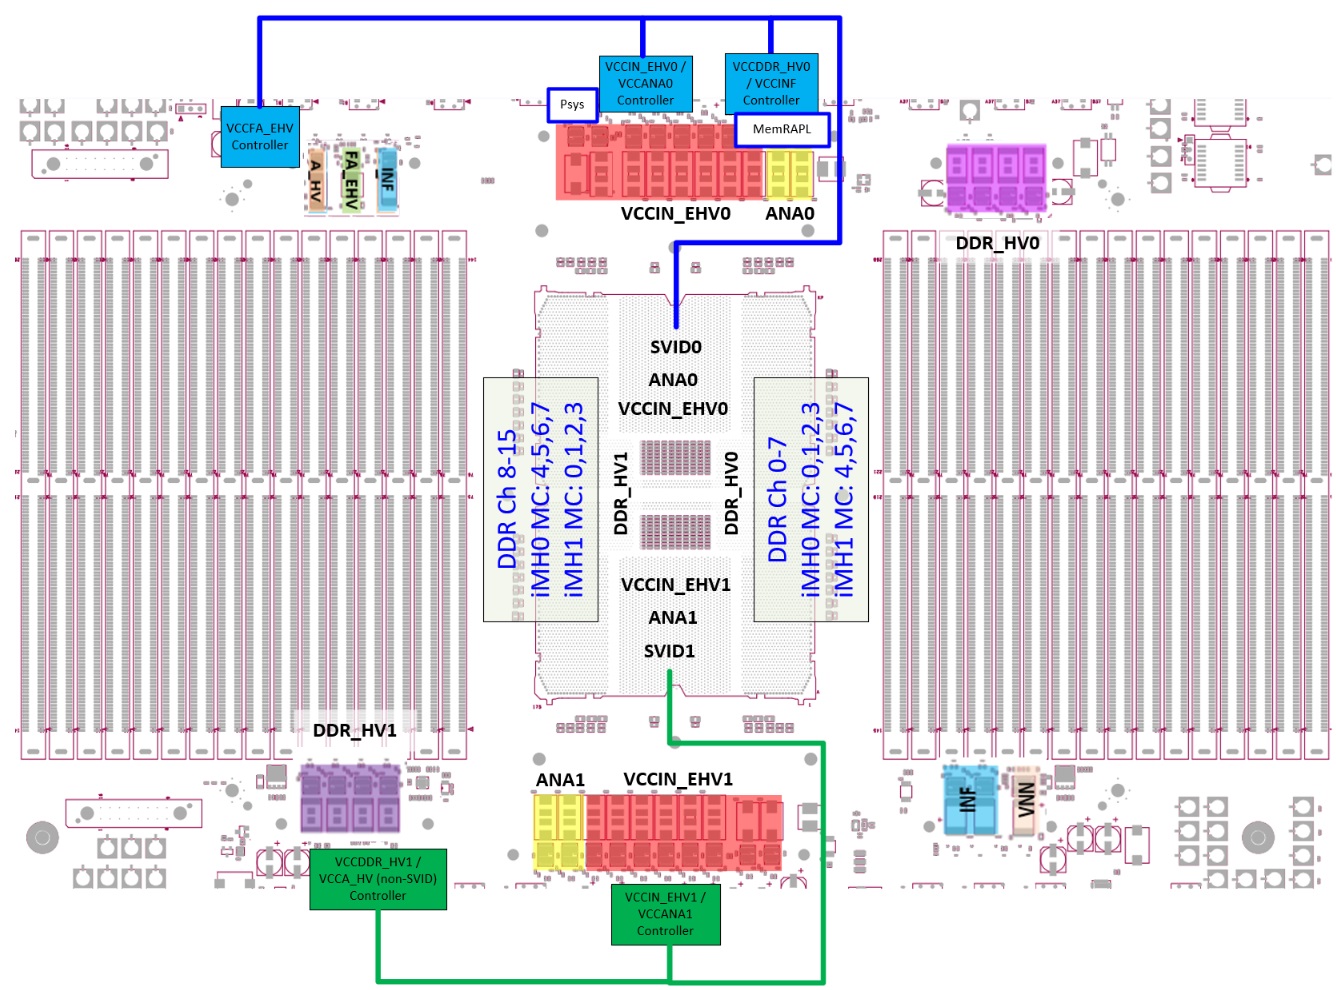 VCCIN_EHV0 /
VCCANA0
Controller
VCCDDR_HV0
/ VCCINF
Controller
Psys
MemRAPL
VCCFA_EHV
Controller
A_HV
FA_EHV
INF
VCCIN_EHV0
ANA0
DDR_HV0
SVID0
ANA0
VCCIN_EHV0
DDR Ch 8-15
iMH0 MC: 4,5,6,7
iMH1 MC: 0,1,2,3
DDR_HV1
DDR_HV0
DDR Ch 0-7
iMH0 MC: 0,1,2,3
iMH1 MC: 4,5,6,7
VCCIN_EHV1
ANA1
SVID1
DDR_HV1
ANA1
VCCIN_EHV1
INF
VNN
VCCDDR_HV1 /
VCCA_HV (non-SVID)
Controller
VCCIN_EHV1 /
VCCANA1
Controller